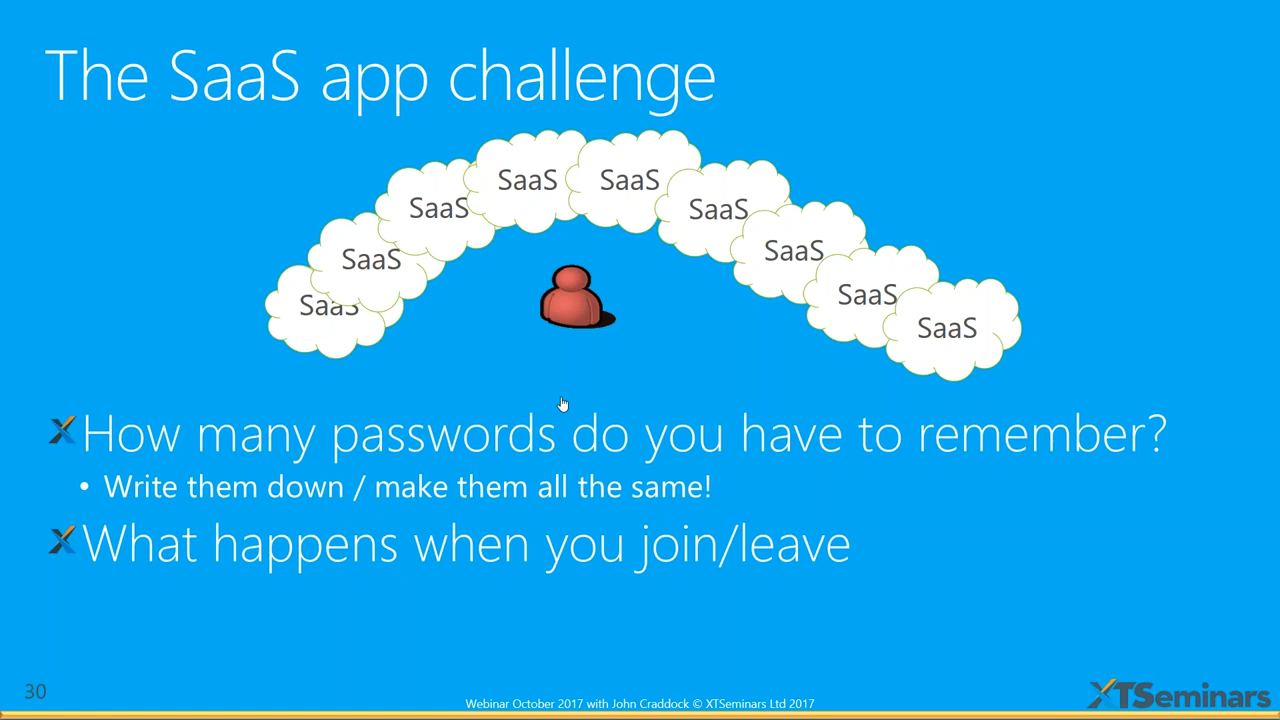 The SaaS app challenge
SaaS
SaaS
SaaS
SaaS
SaaS
SaaS
SaaS
SaaS
SaaS
How many passwords do you have to remember?
• Write them down / make them all the same!
What happens when you join/leave
30
Webinar October 2017 with John Craddock © XTSeminars Ltd 2017
XTSeminars